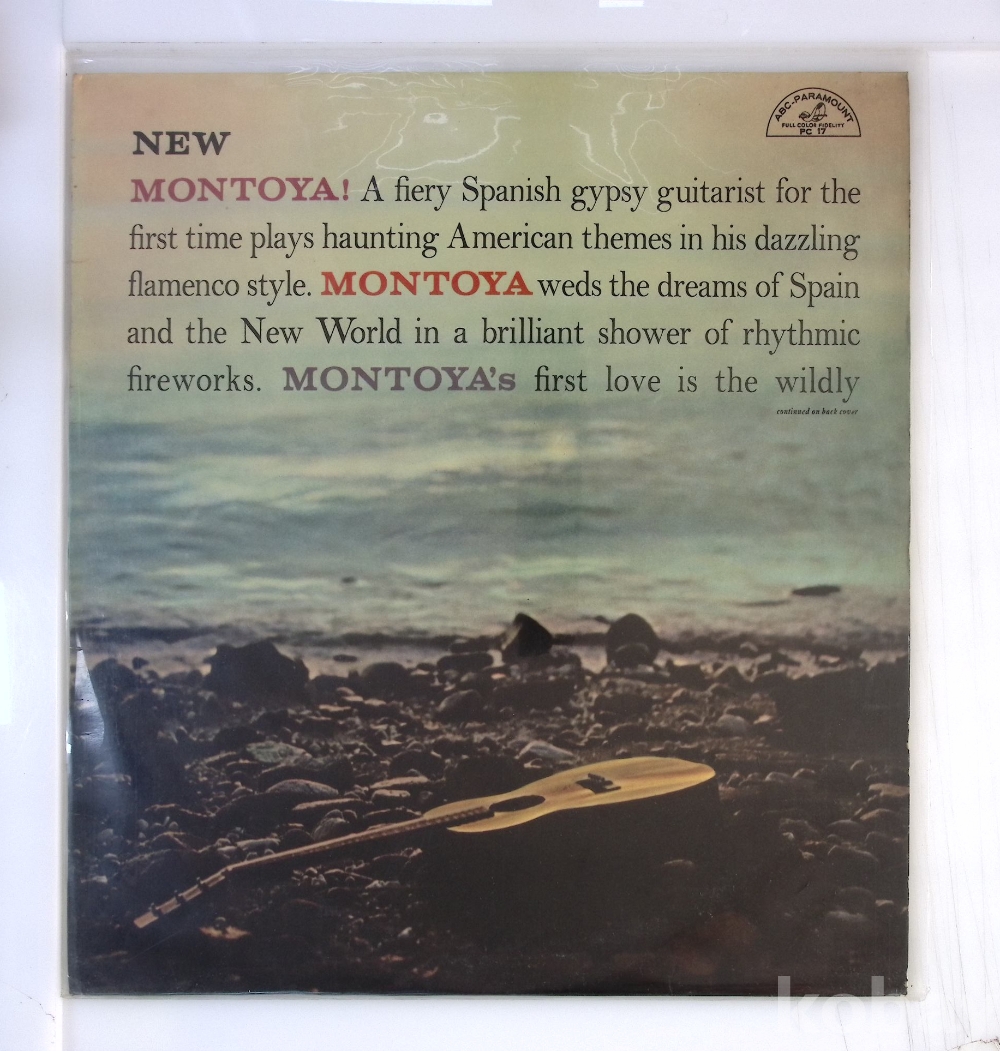 ABC-PARAMOUNT
FULL COLOR FIDELITY
PC 17
NEW
MONTOYA! A fiery Spanish gypsy guitarist for the
first time plays haunting American themes in his dazzling
flamenco style. MONTOYA weds the dreams of Spain
and the New World in a brilliant shower of rhythmic
fireworks. MONTOYA's first love is the wildly
continued on back cover